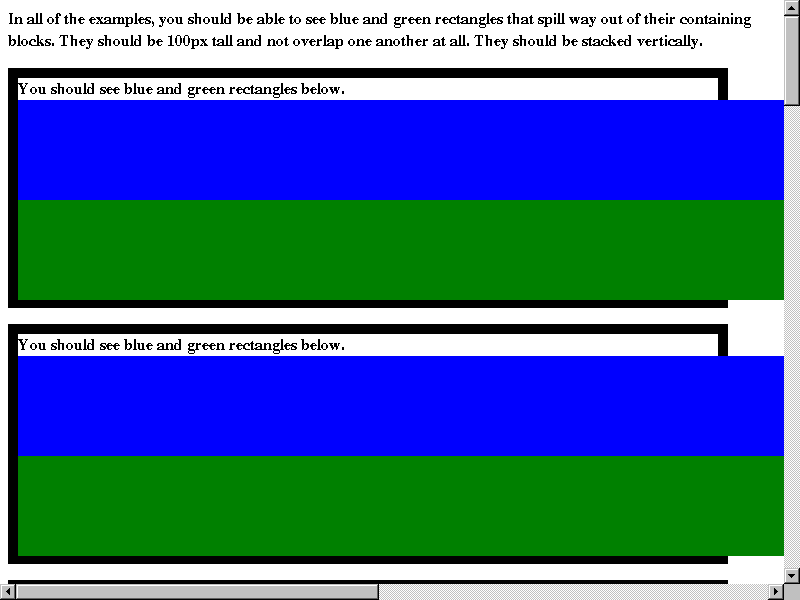 In all of the examples, you should be able to see blue and green rectangles that spill way out of their containing
blocks. They should be 100px tall and not overlap one another at all. They should be stacked vertically.
You should see blue and green rectangles below.
You should see blue and green rectangles below.